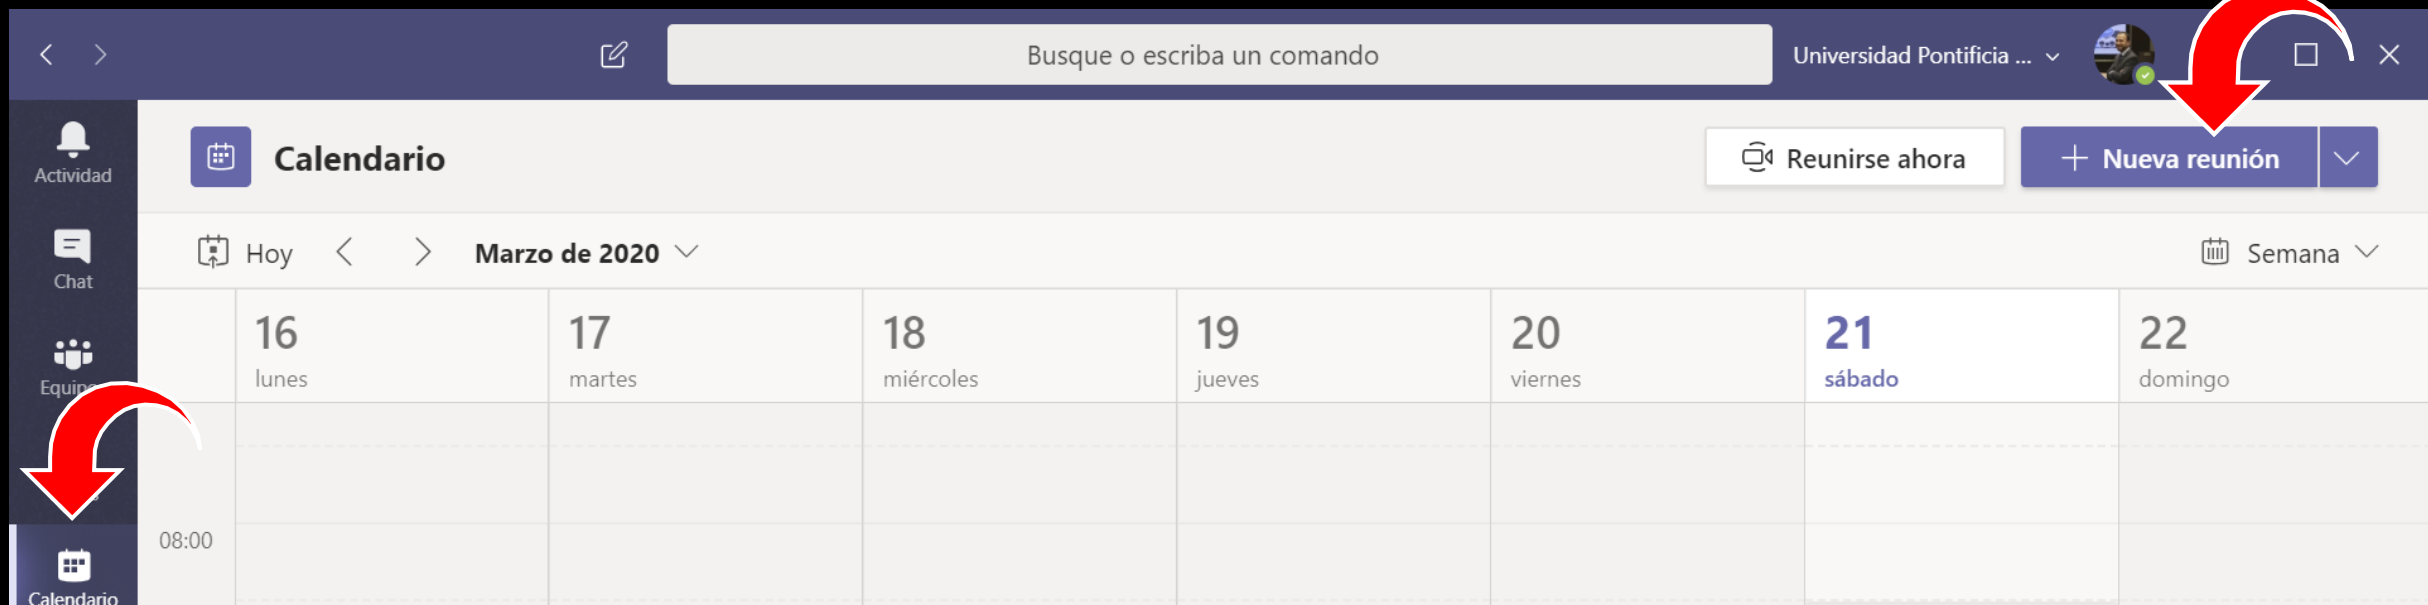 Busque o escriba un comando
Universidad Pontificia ...
Actividad
Calendario
Reunirse ahora
Nueva reunión
Chat
Hoy
Marzo de 2020
Semana
16
lunes
17
martes
18
miércoles
19
jueves
20
viernes
21
sábado
22
domingo
08:00
Calendario